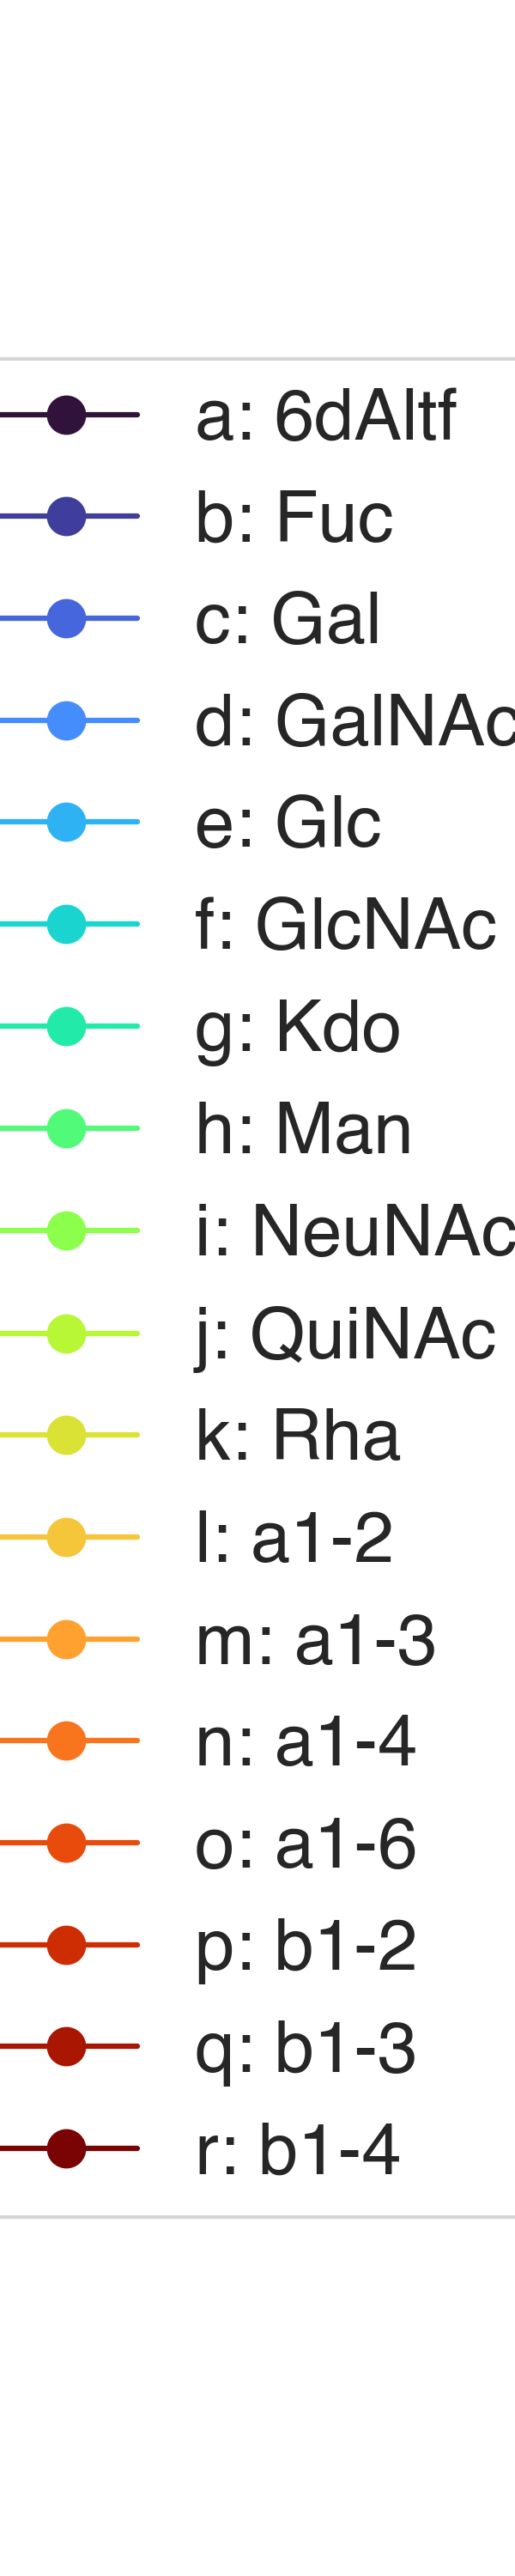 a: 6dAltf
b: Fuc
c: Gal
d: GalNAc
e: Glc
f: GlcNAc
g: Kdo
h: Man
i: NeuNAc
j: QuiNAc
k: Rha
l: a1-2
m: a1-3
n: a1-4
o: a1-6
p: b1-2
q: b1-3
r: b1-4